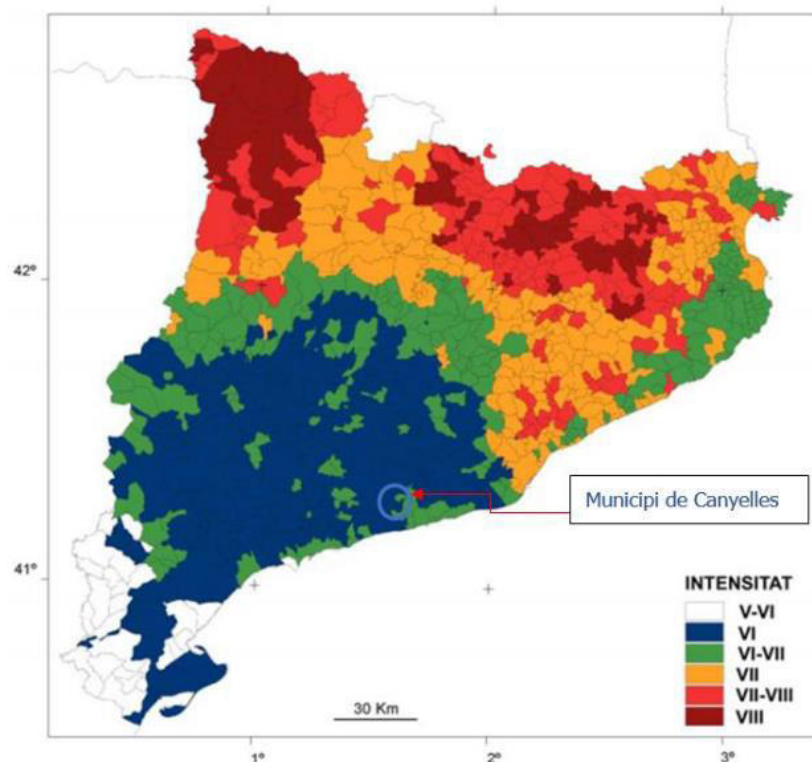 42º
Municipi de Canyelles
41º
INTENSITAT
V-VI
VI
VI-VII
VII
VII-VIII
VIII
30 Km
1º
2º
3º